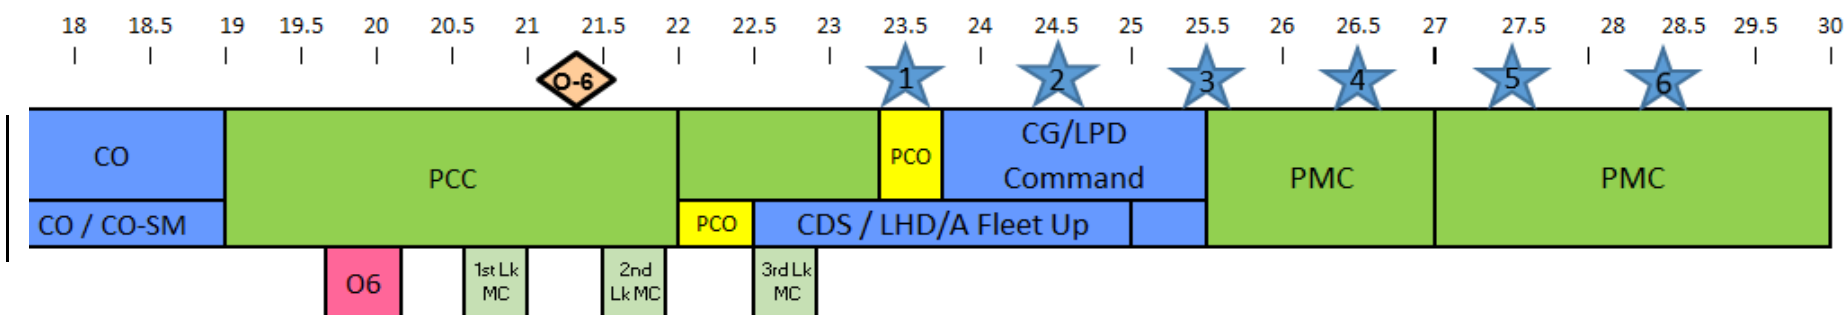 18 18.5 19 19.5 20 20.5 21 21.5 22 22.5 23 23.5 24 24.5 25 25.5 26 26.5 27 27.5 28 28.5 29.5 30
O-6 1 2 3 4 5 6
CO
PCC
PCO
CG/LPD
Command
PMC
PMC
CO / CO-SM
PCO
CDS / LHD/A Fleet Up
O6
1st Lk
MC
2nd
Lk MC
3rd Lk
MC